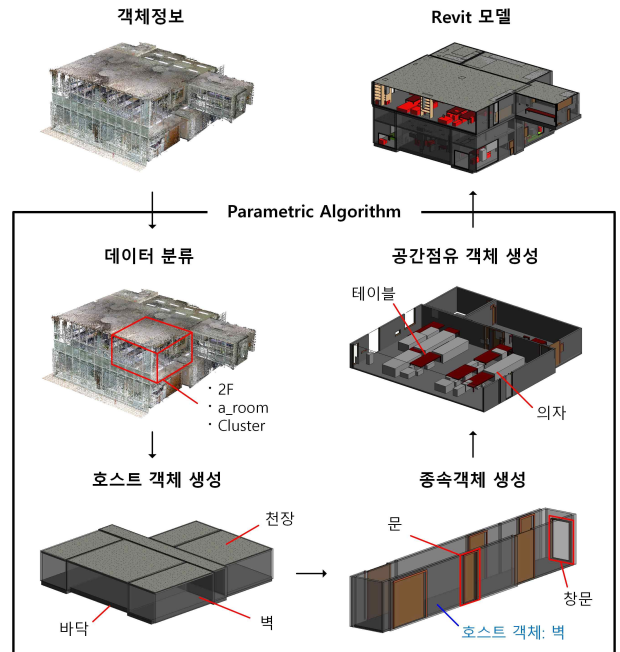 객체정보
Revit 모델
Parametric Algorithm
데이터 분류
공간점유 객체 생성
테이블
· 2F
· a_room
· Cluster
의자
호스트 객체 생성
종속객체 생성
천장
문
바닥
벽
창문
호스트 객체: 벽